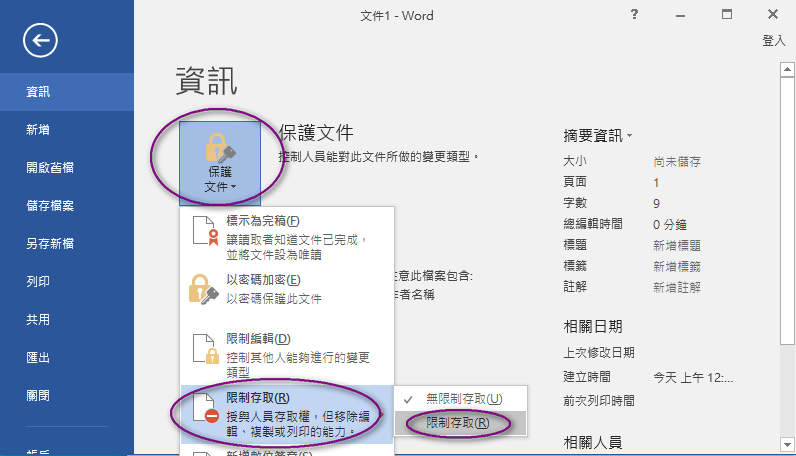 文件1 - Word
?
登入
資訊
新增
開啟舊檔
儲存檔案
另存新檔
列印
共用
匯出
關閉
帳戶
資訊
保護
文件
保護文件
控制人員能對此文件所做的變更類型。
標示為完稿(F)
讓讀取者知道文件已完成，
並將文件設為唯讀
以密碼加密(E)
以密碼保護此文件
限制編輯(D)
控制其他人能夠進行的變更
類型
限制存取(R)
授與人員存取權，但移除編
輯、複製或列印的能力。
新增數位簽章(S)
無限制存取(U)
限制存取(R)
注意此檔案包含:
作者名稱
摘要資訊
大小 尚未儲存
頁面 1
字數 9
總編輯時間 0 分鐘
標題 新增標題
標籤 新增標籤
註解 新增註解
相關日期
上次修改日期
建立時間 今天 上午 12:...
前次列印時間
相關人員